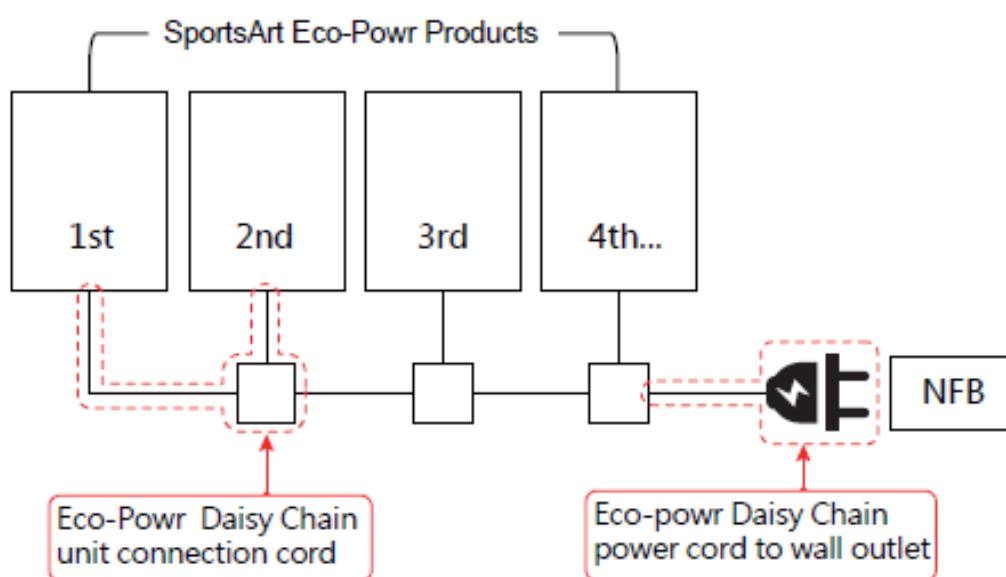 SportsArt Eco-Powr Products
1st
2nd
3rd
4th...
NFB
Eco-Powr Daisy Chain
unit connection cord
Eco-powr Daisy Chain
power cord to wall outlet